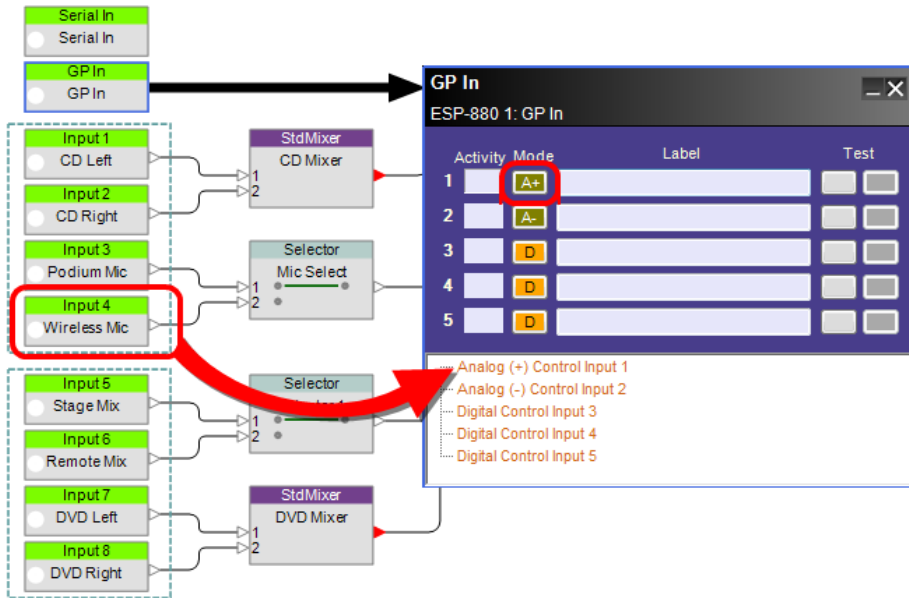 Serial In
Serial In
GP In
GP In
Input 1
CD Left
Input 2
CD Right
Input 3
Podium Mic
Input 4
Wireless Mic
Input 5
Stage Mix
Input 6
Remote Mix
Input 7
DVD Left
Input 8
DVD Right
StdMixer
CD Mixer
1
2
Selector
Mic Select
1
2
Selector
1
2
StdMixer
DVD Mixer
1
2
GP In
ESP-880 1: GP In
Activity Mode Label Test
1 A+
2 A-
3 D
4 D
5 D
Analog (+) Control Input 1
Analog (-) Control Input 2
Digital Control Input 3
Digital Control Input 4
Digital Control Input 5